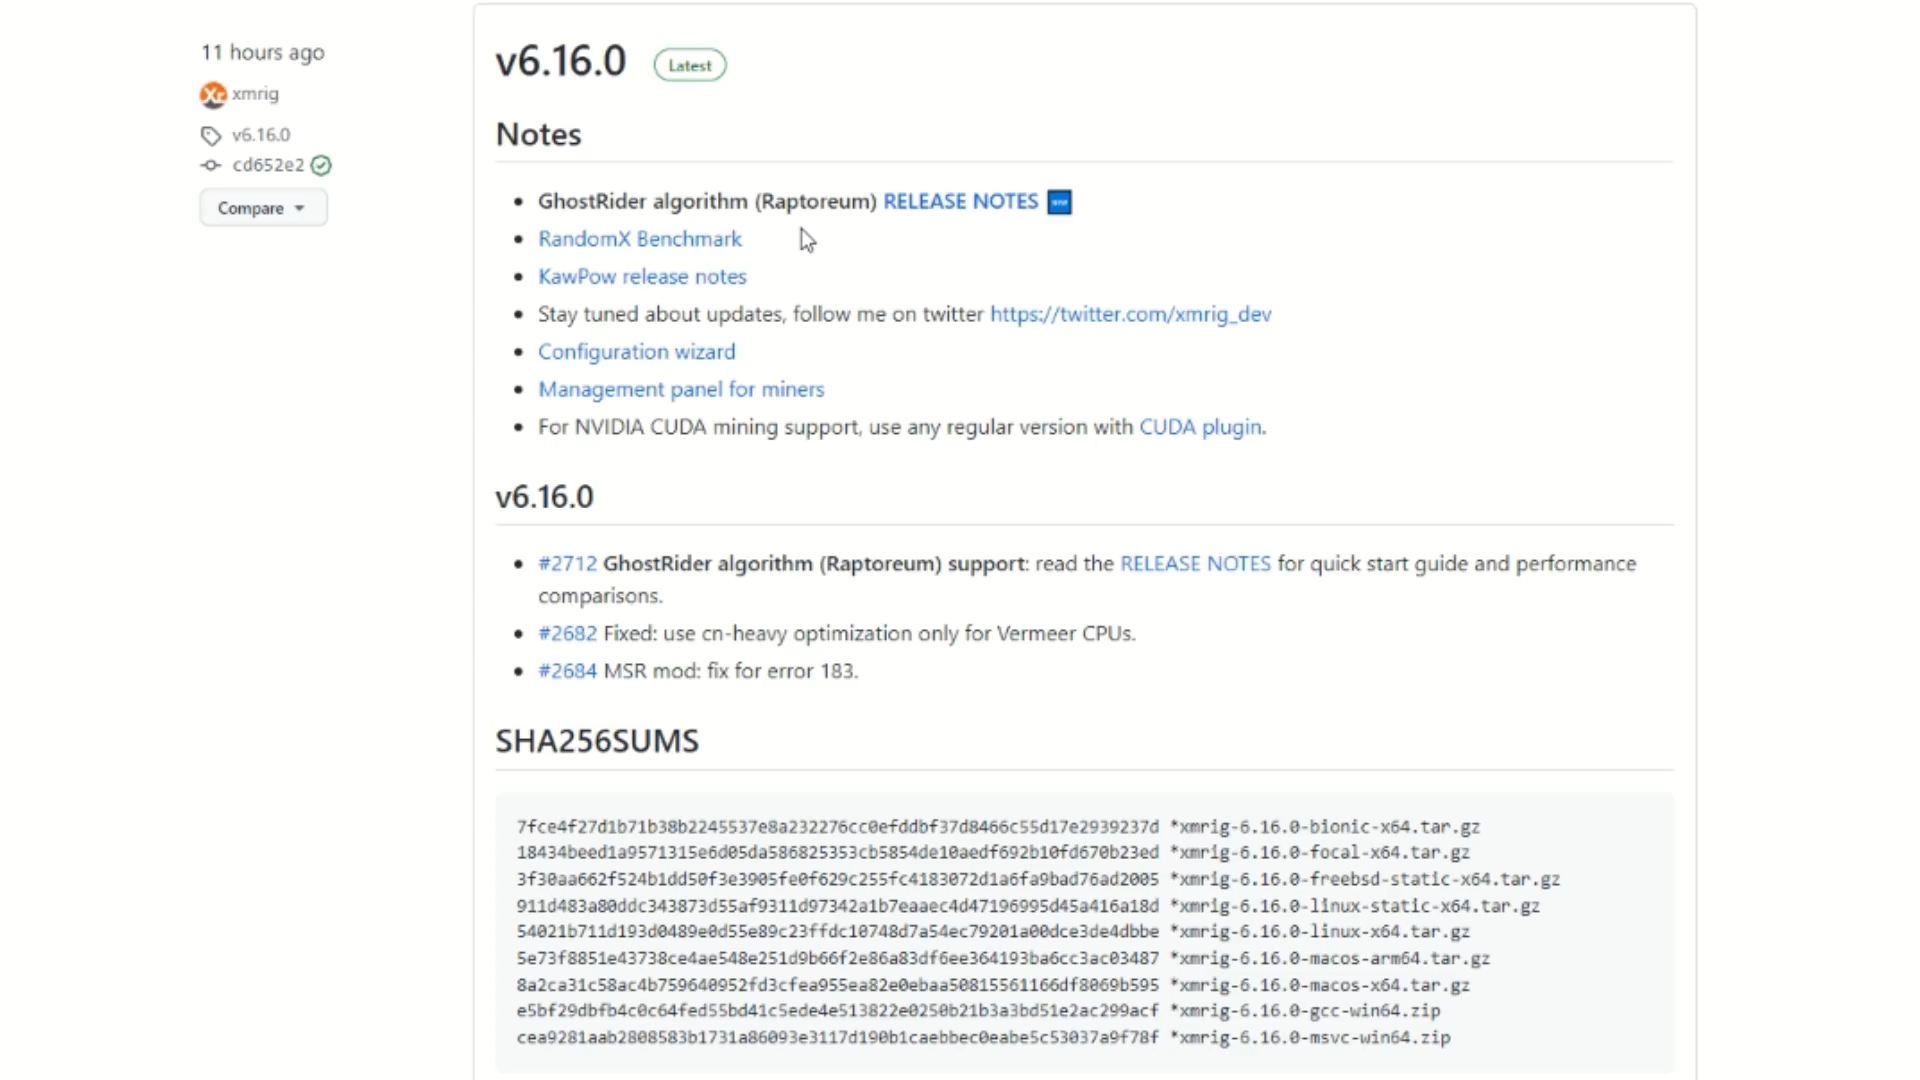 11 hours ago
xmrig
v6.16.0
cd652e2
Compare
v6.16.0 Latest
Notes
GhostRider algorithm (Raptoreum) RELEASE NOTES
RandomX Benchmark
KawPow release notes
Stay tuned about updates, follow me on twitter https://twitter.com/xmrig_dev
Configuration wizard
Management panel for miners
For NVIDIA CUDA mining support, use any regular version with CUDA plugin.
v6.16.0
#2712 GhostRider algorithm (Raptoreum) support: read the RELEASE NOTES for quick start guide and performance
comparisons.
#2682 Fixed: use cn-heavy optimization only for Vermeer CPUs.
#2684 MSR mod: fix for error 183.
SHA256SUMS
7fce4f27d1b71b38b2245537e8a232276cc0efddbf37d8466c55d17e2939237d *xmrig-6.16.0-bionic-x64.tar.gz
18434beed1a9571315e6d05da586825353cb5854de10aedf692b10fd670b23ed *xmrig-6.16.0-focal-x64.tar.gz
3f30aa662f524b1dd50f3e3905fe0f629c255fc4183072d1a6fa9bad76ad2005 *xmrig-6.16.0-freebsd-static-x64.tar.gz
911d483a80ddc343873d55af9311d97342a1b7eaaec4d47196995d45a416a18d *xmrig-6.16.0-linux-static-x64.tar.gz
54021b711d193d0489e0d55e89c23ffdc10748d7a54ec79201a00dce3de4dbbe *xmrig-6.16.0-linux-x64.tar.gz
5e73f8851e43738ce4ae548e251d9b66f2e86a83df6ee364193ba6cc3ac03487 *xmrig-6.16.0-macos-arm64.tar.gz
8a2ca31c58ac4b759640952fd3cfea955ea82e0ebaa50815561166df8069b595 *xmrig-6.16.0-macos-x64.tar.gz
e5bf29dbfb4c0c64fed55bd41c5ede4e513822e0250b21b3a3bd51e2ac299acf *xmrig-6.16.0-gcc-win64.zip
cea9281aab2808583b1731a86093e3117d190b1caebbec0eabe5c53037a9f78f *xmrig-6.16.0-msvc-win64.zip